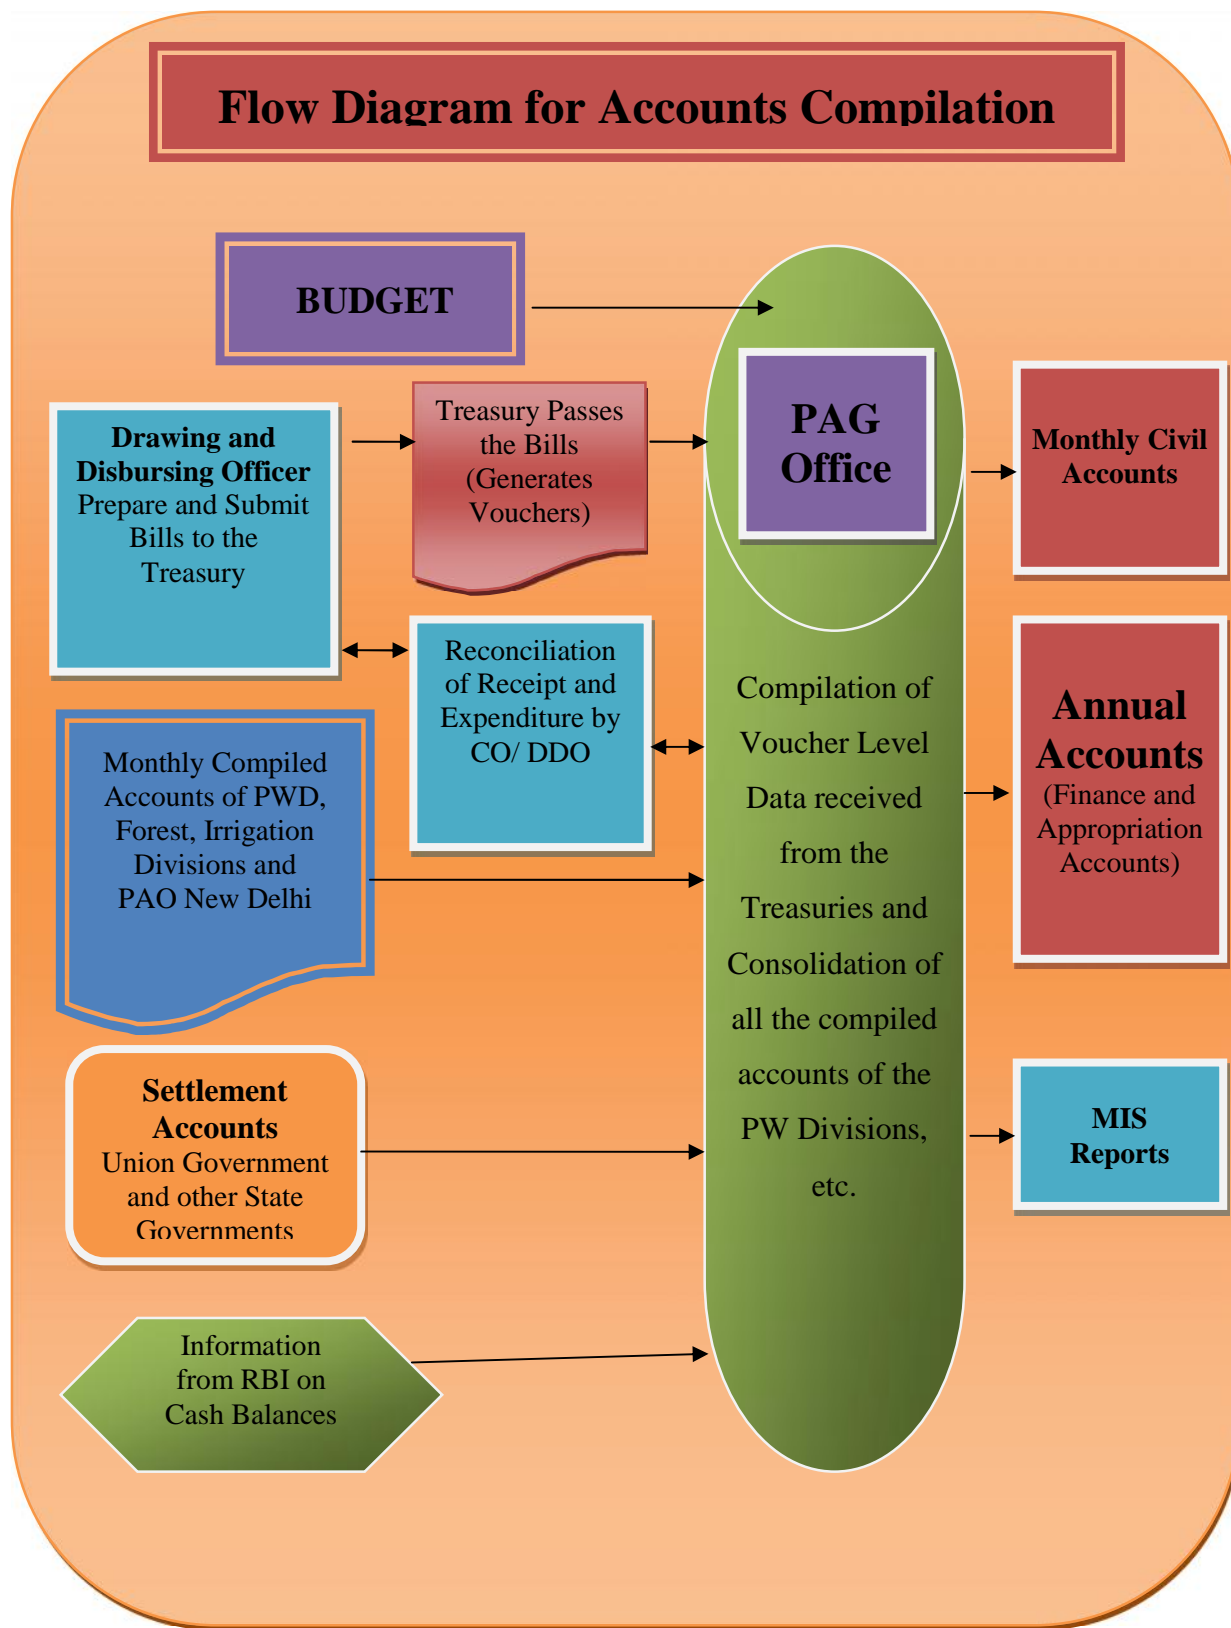 Flow Diagram for Accounts Compilation
BUDGET
Drawing and
Disbursing Officer
Prepare and Submit
Bills to the
Treasury
Treasury Passes
the Bills
(Generates
Vouchers)
PAG
Office
Monthly Civil
Accounts
Reconciliation
of Receipt and
Expenditure by
CO/ DDO
Monthly Compiled
Accounts of PWD,
Forest, Irrigation
Divisions and
PAO New Delhi
Compilation of
Voucher Level
Data received
from the
Treasuries and
Consolidation of
all the compiled
accounts of the
PW Divisions,
etc.
Annual
Accounts
(Finance and
Appropriation
Accounts)
Settlement
Accounts
Union Government
and other State
Governments
MIS
Reports
Information
from RBI on
Cash Balances